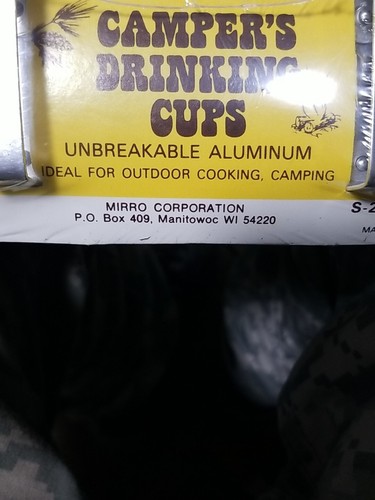 CAMPER'S
DRINKING
CUPS
UNBREAKABLE ALUMINUM
IDEAL FOR OUTDOOR COOKING, CAMPING
MIRRO CORPORATION
P.O. Box 409, Manitowoc WI 54220